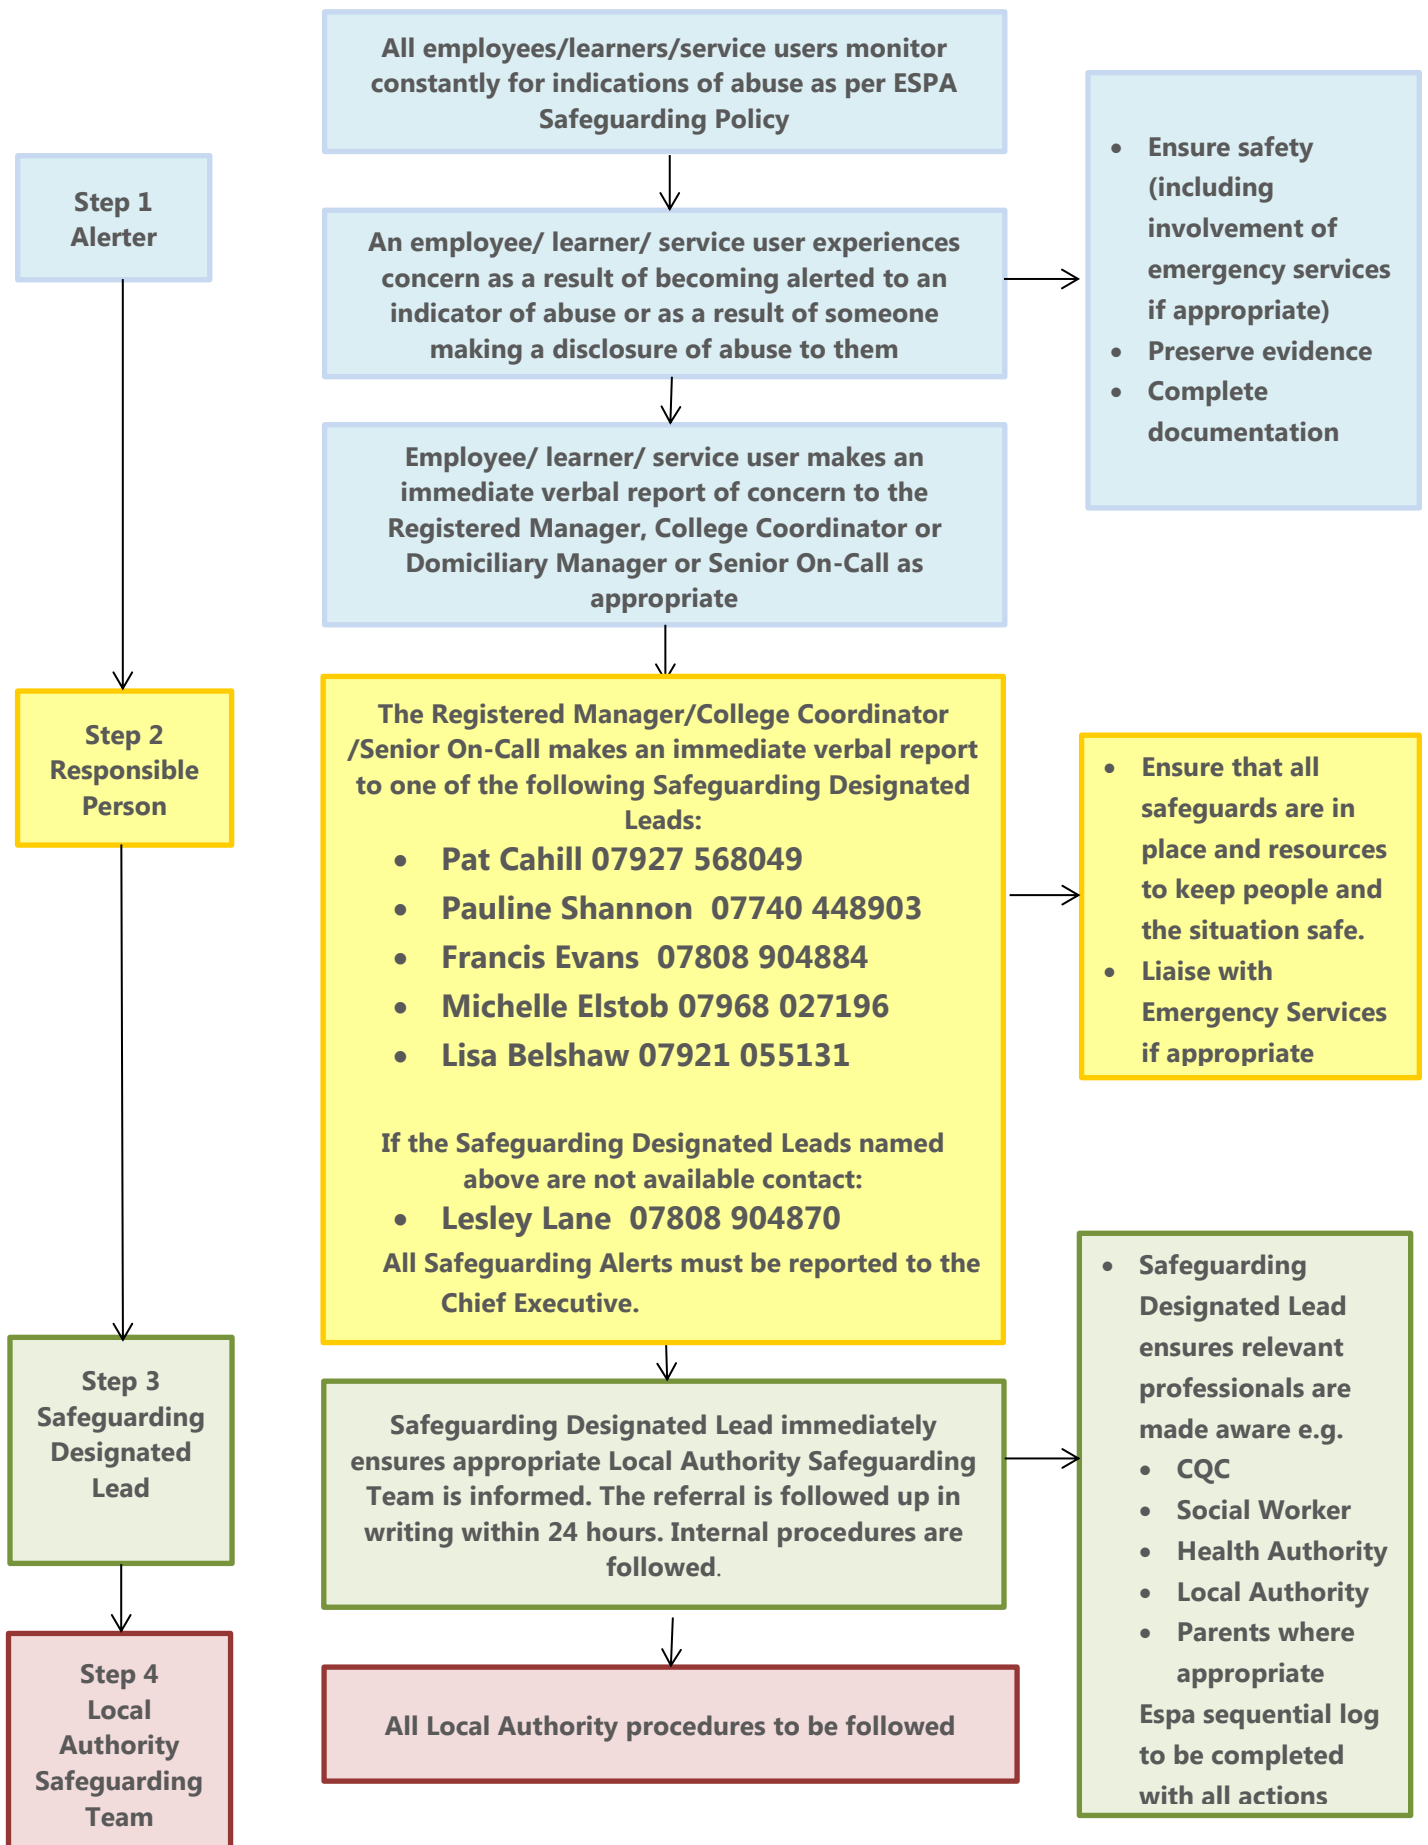 All employees/learners/service users monitor
constantly for indications of abuse as per ESPA
Safeguarding Policy
Step 1
Alerter
An employee/ learner/ service user experiences
concern as a result of becoming alerted to an
indicator of abuse or as a result of someone
making a disclosure of abuse to them
• Ensure safety
(including
involvement of
emergency services
if appropriate)
• Preserve evidence
• Complete
documentation
Employee/ learner/ service user makes an
immediate verbal report of concern to the
Registered Manager, College Coordinator or
Domiciliary Manager or Senior On-Call as
appropriate
Step 2
Responsible
Person
The Registered Manager/College Coordinator
/Senior On-Call makes an immediate verbal report
to one of the following Safeguarding Designated
Leads:
• Pat Cahill 07927 568049
• Pauline Shannon 07740 448903
• Francis Evans 07808 904884
• Michelle Elstob 07968 027196
• Lisa Belshaw 07921 055131
If the Safeguarding Designated Leads named
above are not available contact:
• Lesley Lane 07808 904870
All Safeguarding Alerts must be reported to the
Chief Executive.
• Ensure that all
safeguards are in
place and resources
to keep people and
the situation safe.
• Liaise with
Emergency Services
if appropriate
Step 3
Safeguarding
Designated
Lead
Safeguarding Designated Lead immediately
ensures appropriate Local Authority Safeguarding
Team is informed. The referral is followed up in
writing within 24 hours. Internal procedures are
followed.
• Safeguarding
Designated Lead
ensures relevant
professionals are
made aware e.g.
• CQC
• Social Worker
• Health Authority
• Local Authority
• Parents where
appropriate
Espa sequential log
to be completed
with all actions
Step 4
Local
Authority
Safeguarding
Team
All Local Authority procedures to be followed